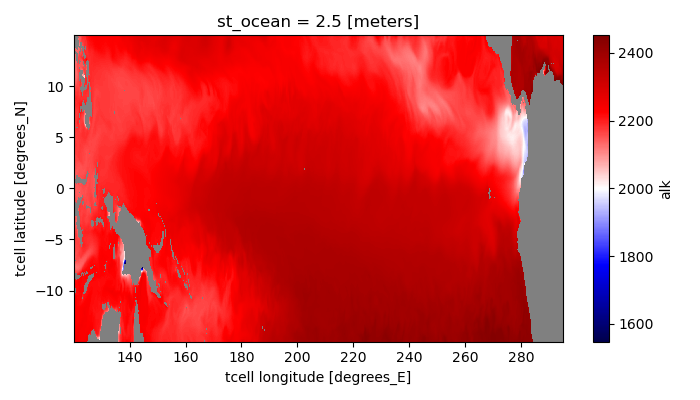 st_ocean = 2.5 [meters]
10
5
0
−5
−10
tcell latitude [degrees_N]
140 160 180 200 220 240 260 280
tcell longitude [degrees_E]
2400
2200
2000
1800
1600
alk